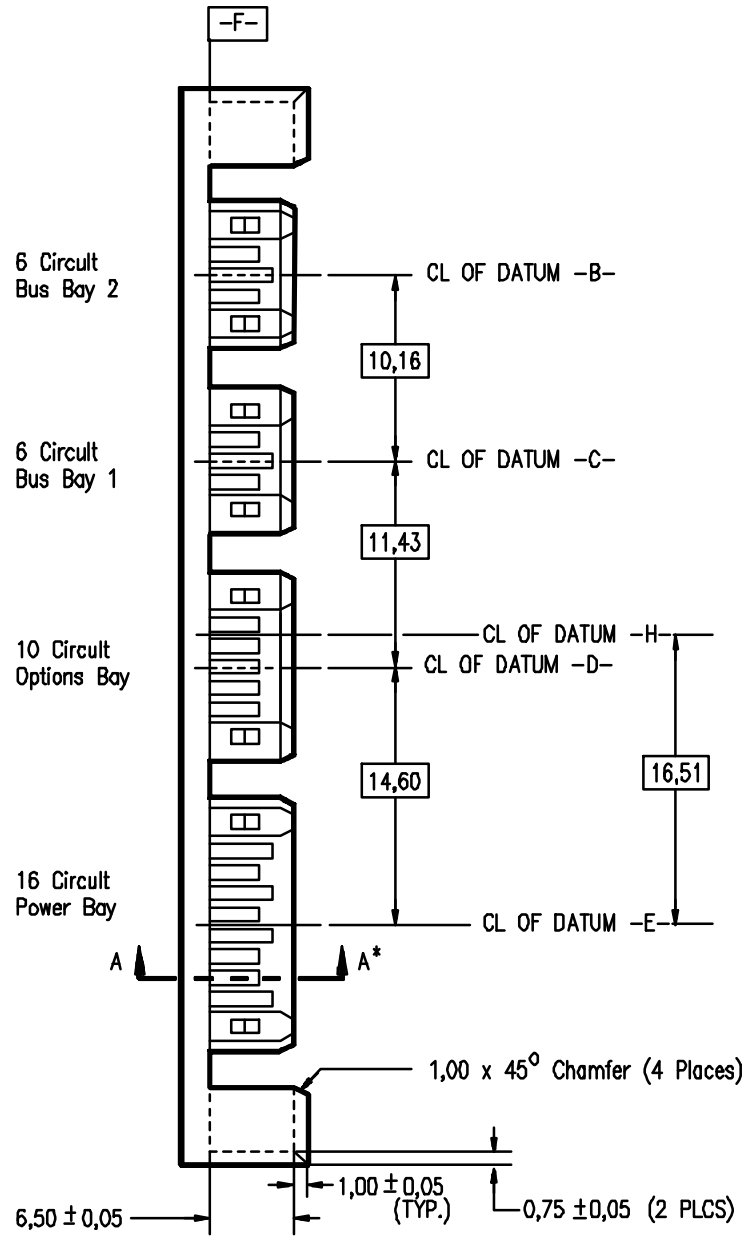 -F-
6 Circuit
Bus Bay 2
CL OF DATUM -B-
10,16
6 Circuit
Bus Bay 1
CL OF DATUM -C-
11,43
CL OF DATUM -H-
10 Circuit
Options Bay
CL OF DATUM -D-
14,60
16,51
16 Circuit
Power Bay
CL OF DATUM -E-
A
A*
1,00 x 45° Chamfer (4 Places)
1,00 ± 0,05
(TYP.)
6,50 ± 0,05
0,75 ± 0,05 (2 PLCS)